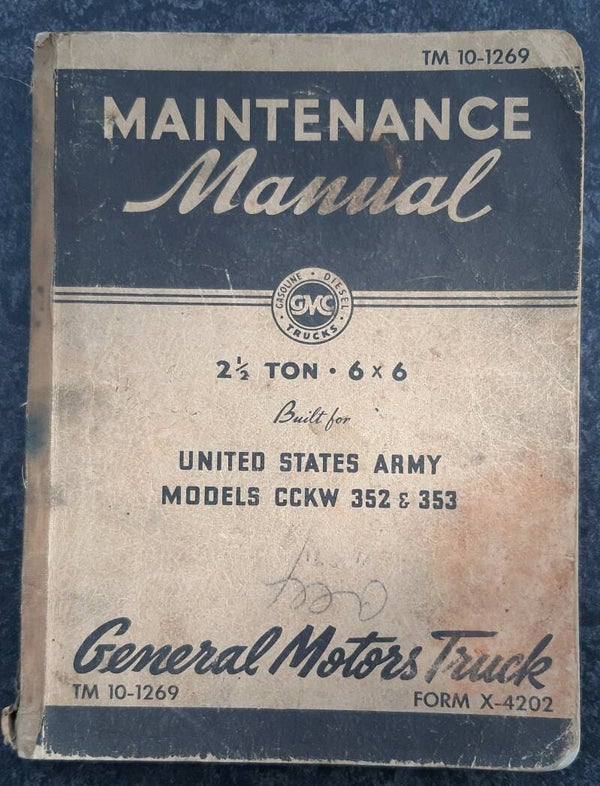 TM 10-1269
MAINTENANCE
Manual
GASOLINE • DIESEL
GMC
TRUCKS
2½ TON • 6 x 6
Built for
UNITED STATES ARMY
MODELS CCKW 352 & 353
General Motors Truck
TM 10-1269
FORM X-4202